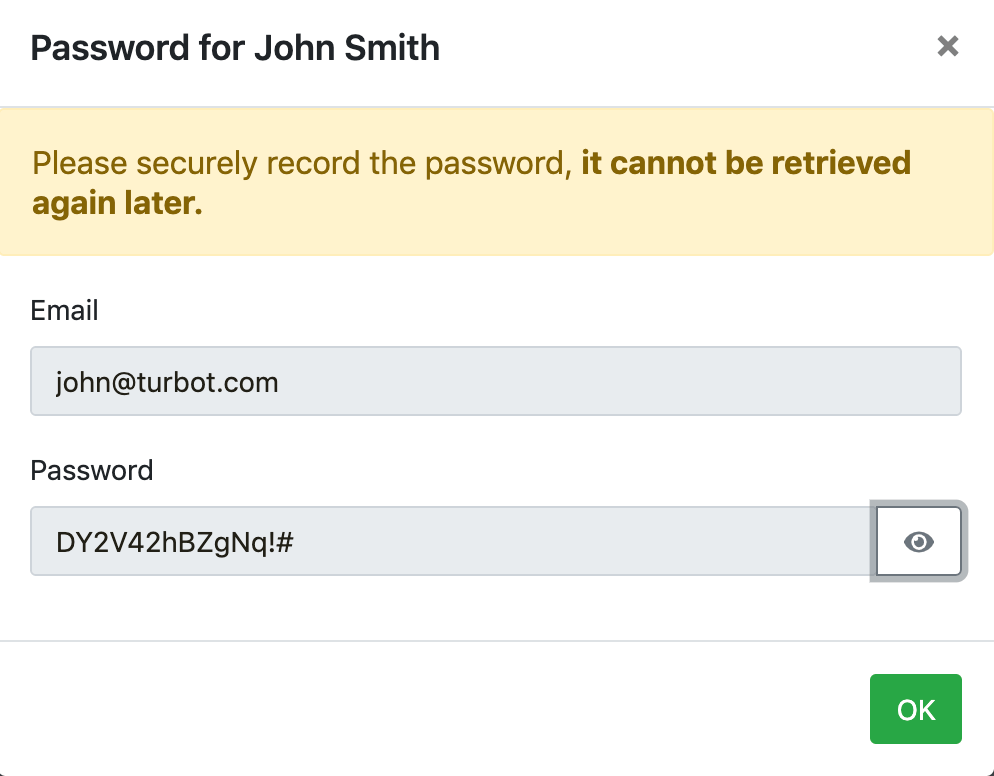 Password for John Smith
Please securely record the password, it cannot be retrieved
again later.
Email
john@turbot.com
Password
DY2V42hBZgNq!#
OK